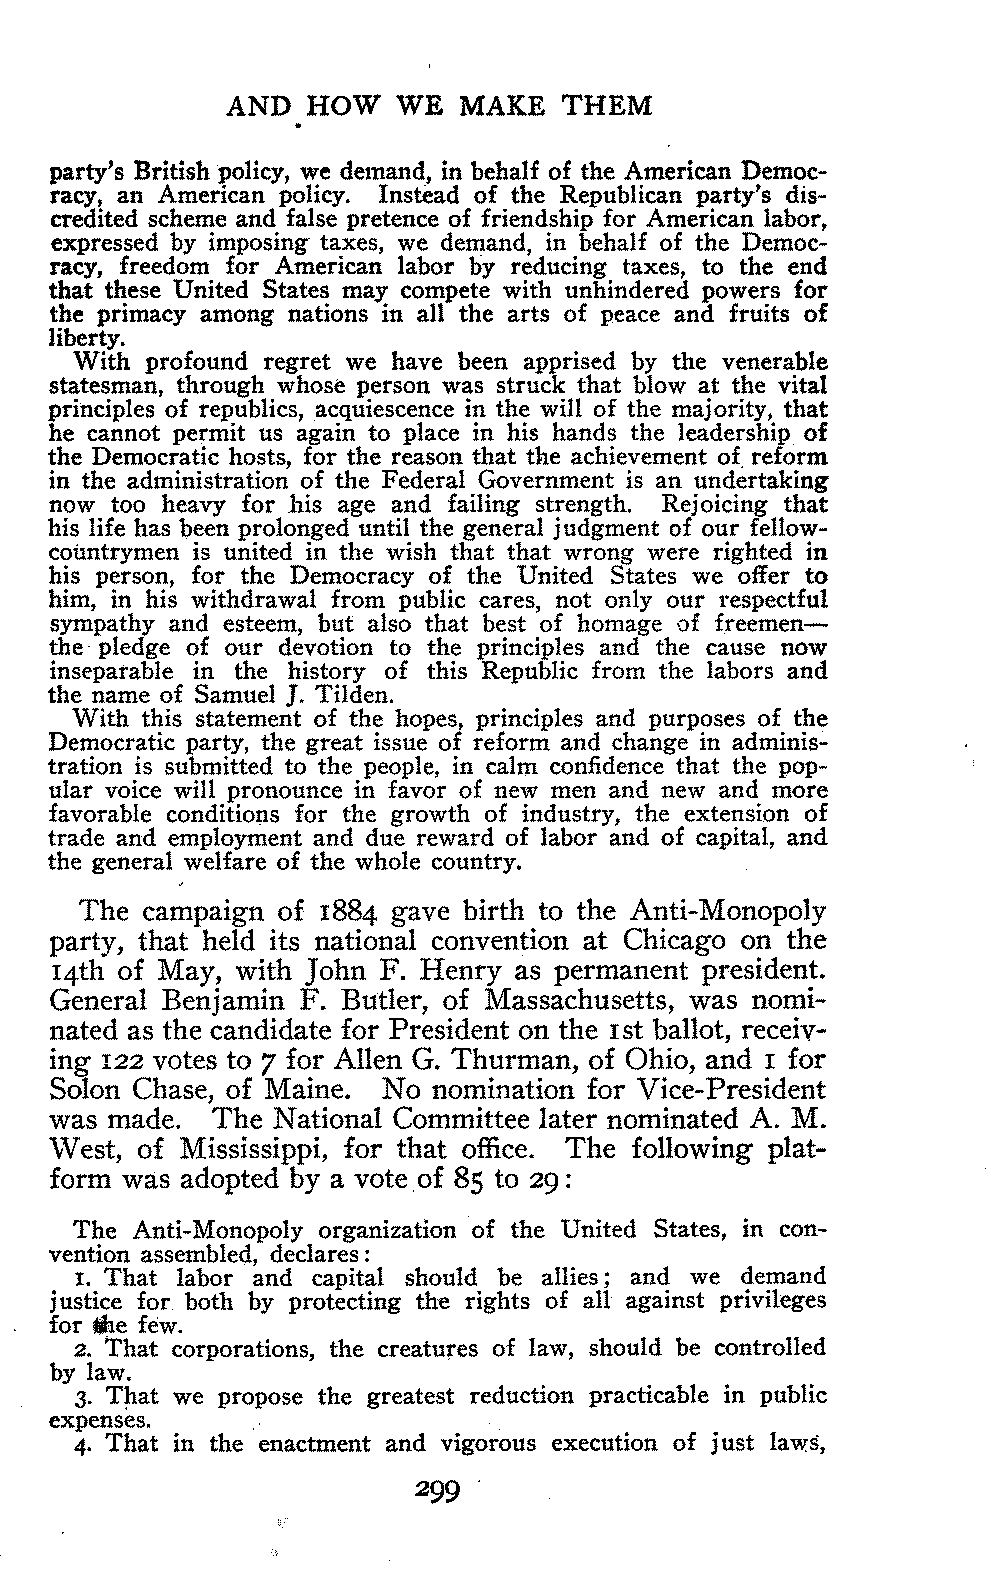 AND HOW WE MAKE THEM
party's British policy, we demand, in behalf of the American Democ-
racy, an American policy. Instead of the Republican party's dis-
credited scheme and false pretence of friendship for American labor,
expressed by imposing taxes, we demand, in behalf of the Democ-
racy, freedom for American labor by reducing taxes, to the end
that these United States may compete with unhindered powers for
the primacy among nations in all the arts of peace and fruits of
liberty.
With profound regret we have been apprised by the venerable
statesman, through whose person was struck that blow at the vital
principles of republics, acquiescence in the will of the majority, that
he cannot permit us again to place in his hands the leadership of
the Democratic hosts, for the reason that the achievement of reform
in the administration of the Federal Government is an undertaking
now too heavy for his age and failing strength. Rejoicing that
his life has been prolonged until the general judgment of our fellow-
countrymen is united in the wish that that wrong were righted in
his person, for the Democracy of the United States we offer to
him, in his withdrawal from public cares, not only our respectful
sympathy and esteem, but also that best of homage of freemen—
the pledge of our devotion to the principles and the cause now
inseparable in the history of this Republic from the labors and
the name of Samuel J. Tilden.
With this statement of the hopes, principles and purposes of the
Democratic party, the great issue of reform and change in adminis-
tration is submitted to the people, in calm confidence that the pop-
ular voice will pronounce in favor of new men and new and more
favorable conditions for the growth of industry, the extension of
trade and employment and due reward of labor and of capital, and
the general welfare of the whole country.
The campaign of 1884 gave birth to the Anti-Monopoly
party, that held its national convention at Chicago on the
14th of May, with John F. Henry as permanent president.
General Benjamin F. Butler, of Massachusetts, was nomi-
nated as the candidate for President on the 1st ballot, receiv-
ing 122 votes to 7 for Allen G. Thurman, of Ohio, and 1 for
Solon Chase, of Maine. No nomination for Vice-President
was made. The National Committee later nominated A. M.
West, of Mississippi, for that office. The following plat-
form was adopted by a vote of 85 to 29:
The Anti-Monopoly organization of the United States, in con-
vention assembled, declares:
1. That labor and capital should be allies; and we demand
justice for both by protecting the rights of all against privileges
for the few.
2. That corporations, the creatures of law, should be controlled
by law.
3. That we propose the greatest reduction practicable in public
expenses.
4. That in the enactment and vigorous execution of just laws,
299